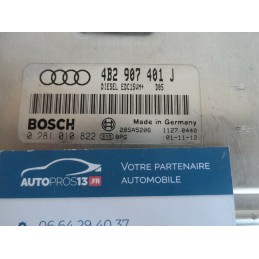 4B2 907 401 J
DIESEL EDC15VM+ D05
BOSCH
Made in Germany
0 281 010 822
28SA5206
1127 0440
01-11-12
AUTOPROS13.FR
VOTRE PARTENAIRE
AUTOMOBILE
06 64 29 40 37